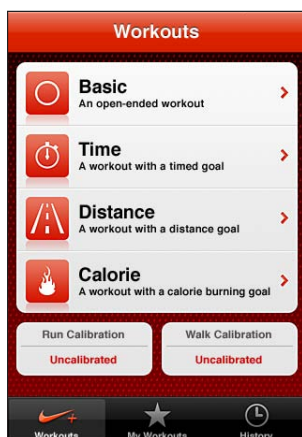 Workouts
Basic
An open-ended workout
Time
A workout with a timed goal
Distance
A workout with a distance goal
Calorie
A workout with a calorie burning goal
Run Calibration Walk Calibration
Uncalibrated Uncalibrated
Workouts My Workouts History